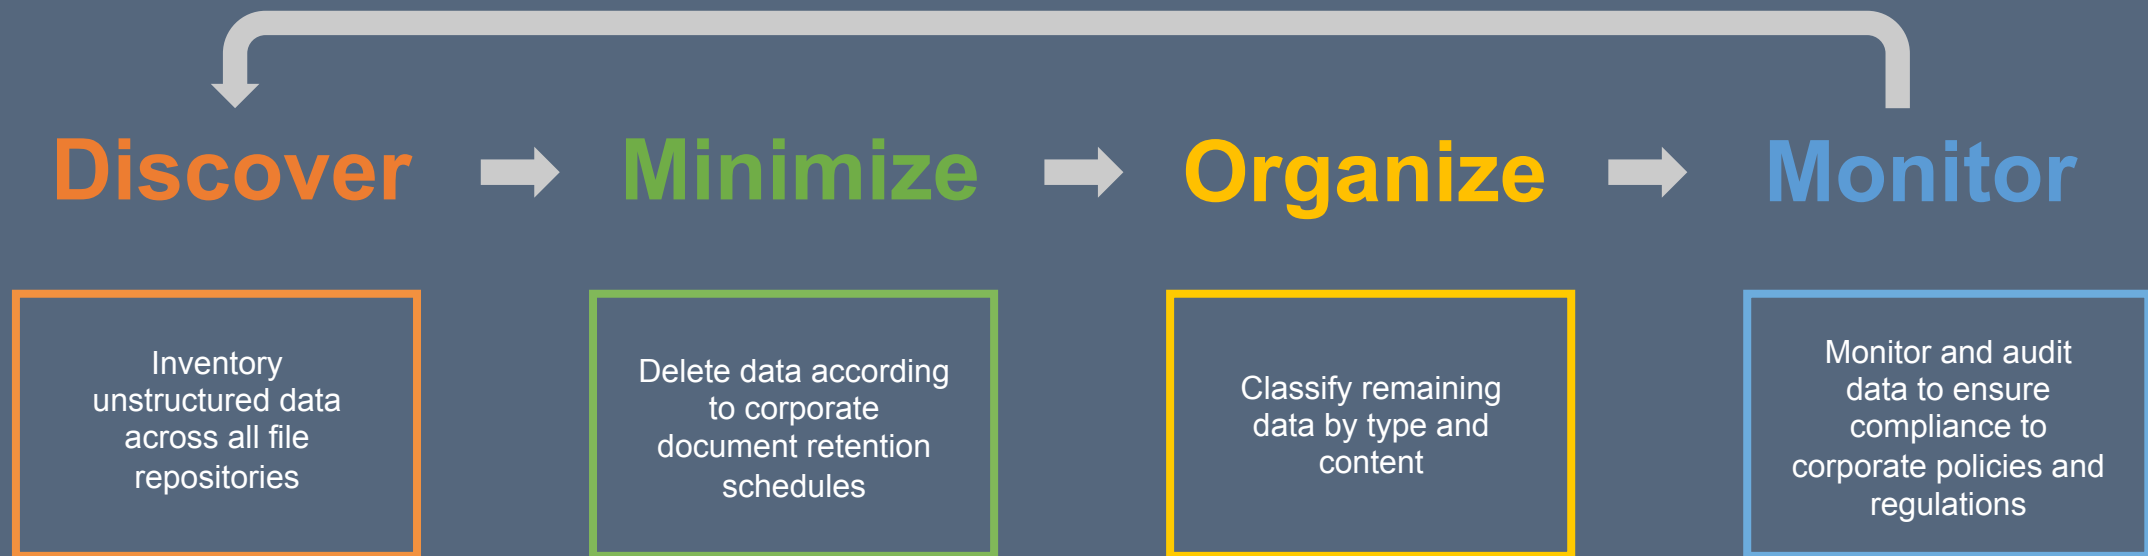 Discover
Minimize
Organize
Monitor
Inventory
unstructured data
across all file
repositories
Delete data according
to corporate
document retention
schedules
Classify remaining
data by type and
content
Monitor and audit
data to ensure
compliance to
corporate policies and
regulations